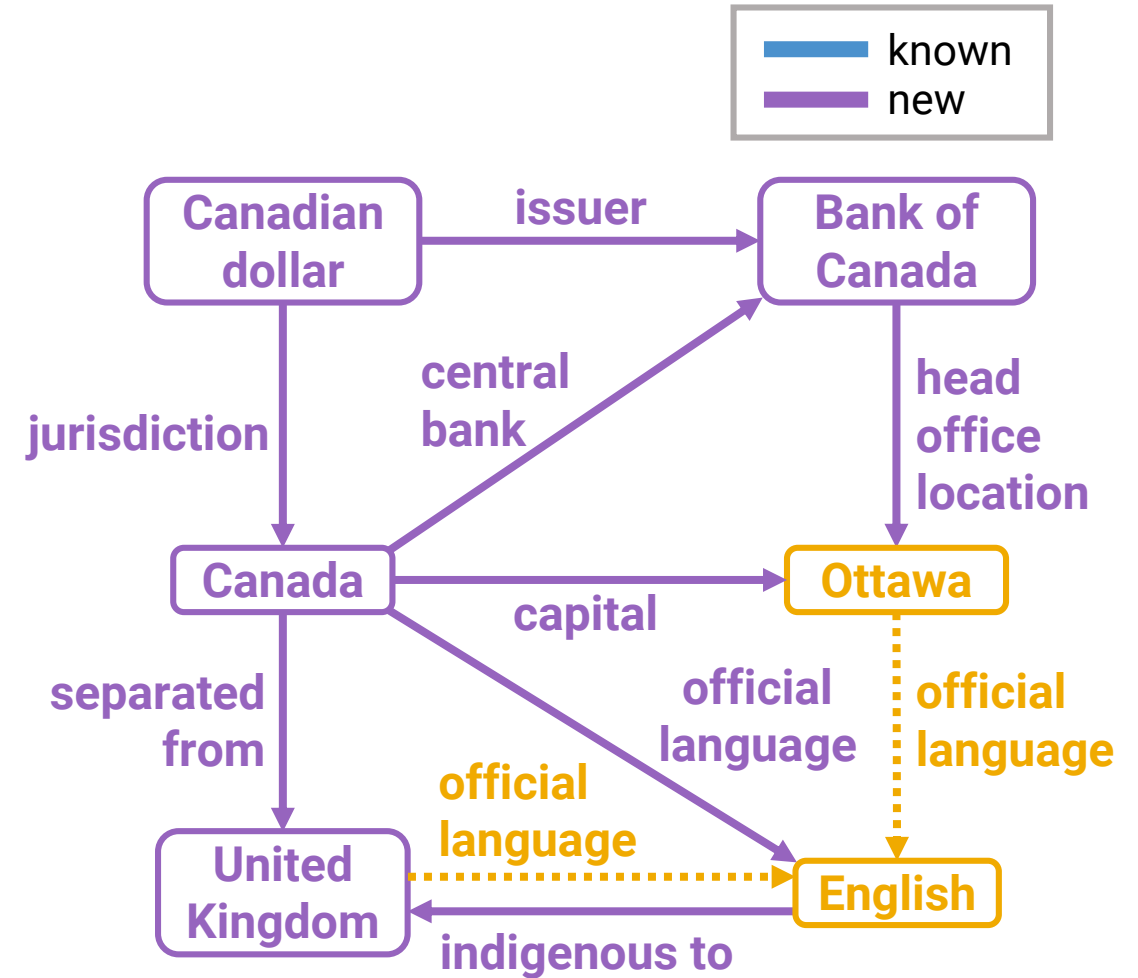 known
new
Canadian
dollar
issuer
Bank of
Canada
central
bank
head
office
location
jurisdiction
Canada
Ottawa
capital
separated
from
official
language
official
language
official
language
United
Kingdom
English
indigenous to